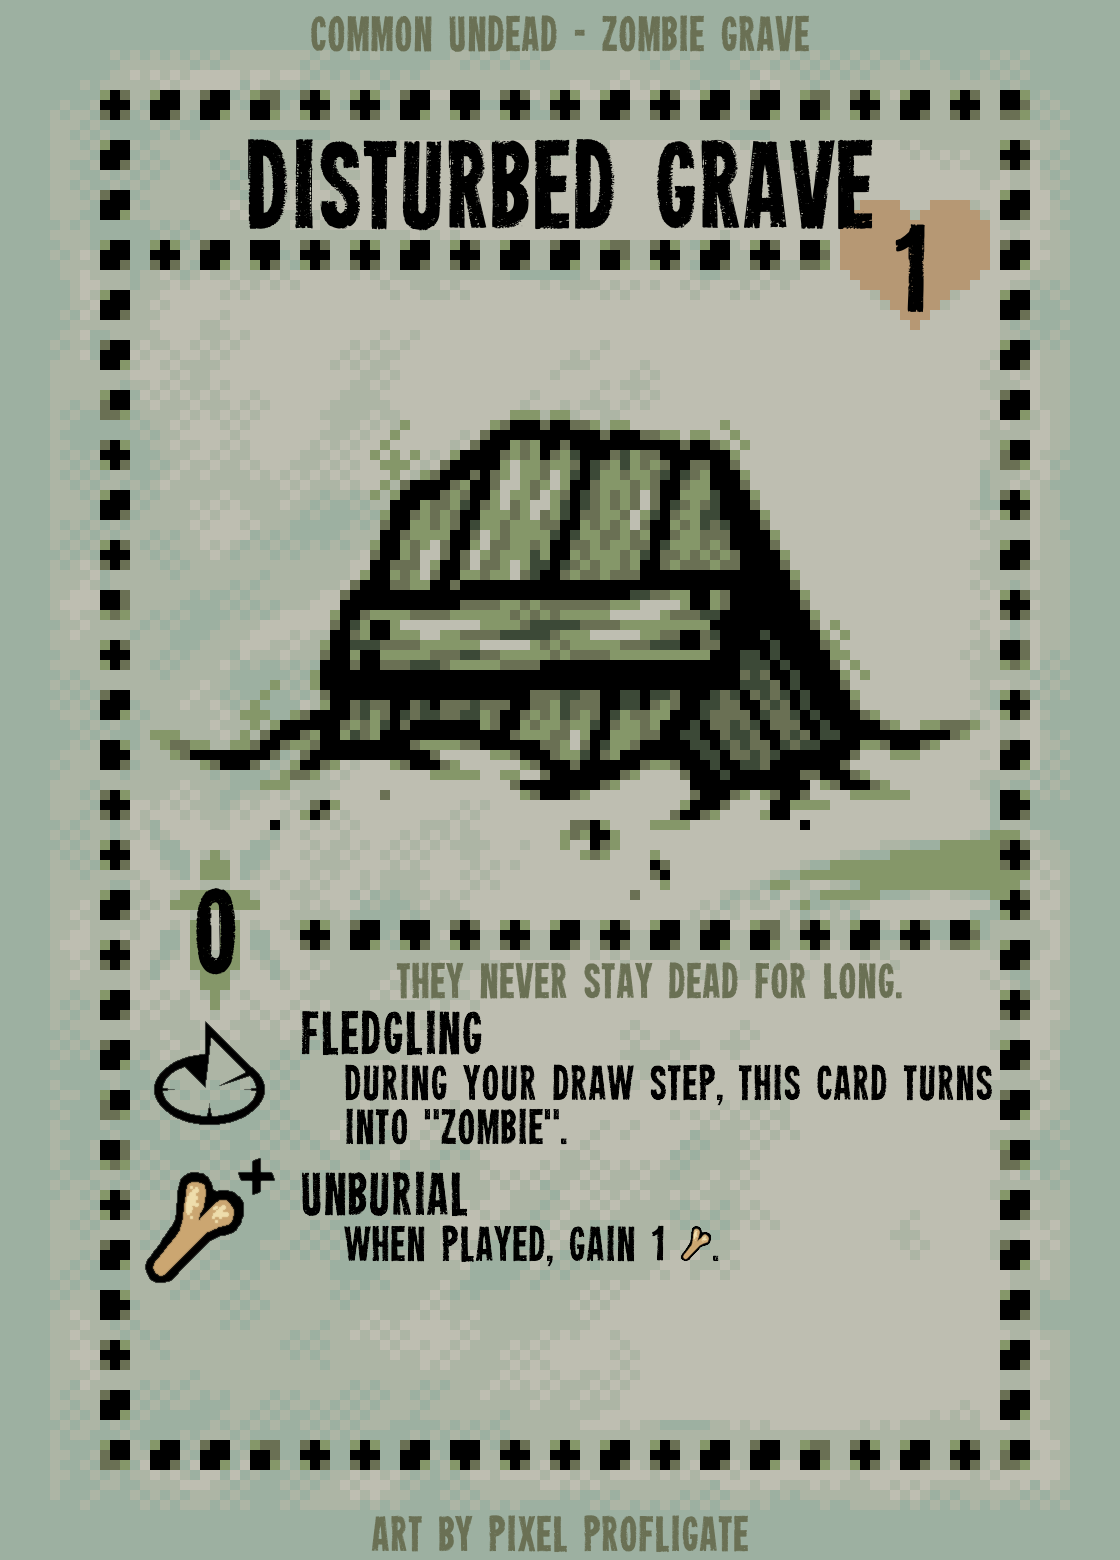 COMMON UNDEAD - ZOMBIE GRAVE
DISTURBED GRAVE
1
0
THEY NEVER STAY DEAD FOR LONG.
FLEDGLING
DURING YOUR DRAW STEP, THIS CARD TURNS
INTO "ZOMBIE".
UNBURIAL
WHEN PLAYED, GAIN 1 .
ART BY PIXEL PROFLIGATE